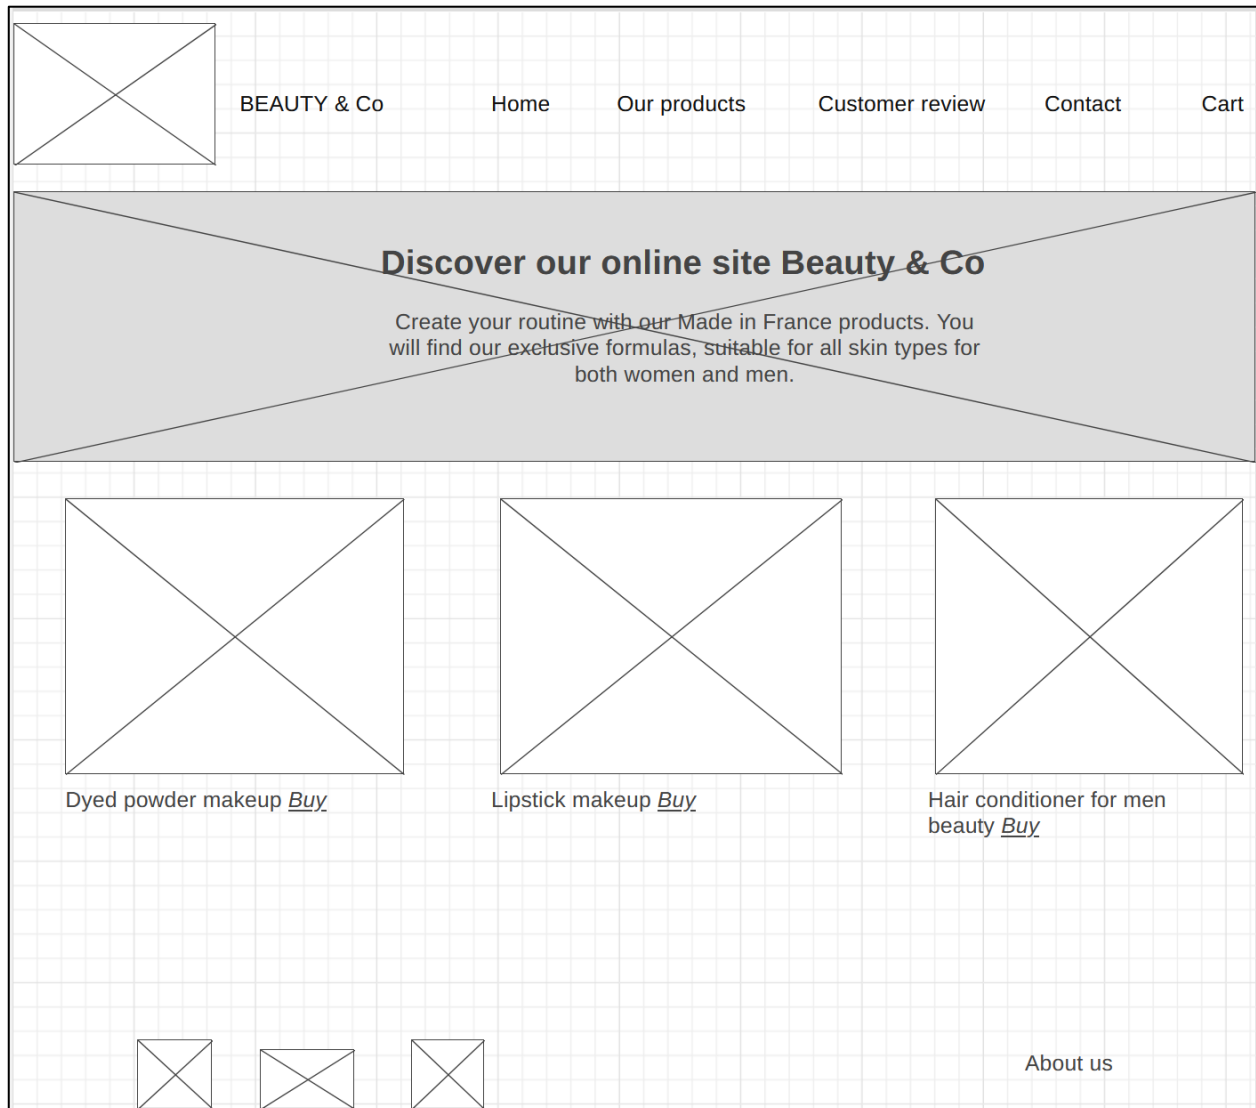 BEAUTY & Co Home Our products Customer review Contact Cart
Discover our online site Beauty & Co
Create your routine with our Made in France products. You
will find our exclusive formulas, suitable for all skin types for
both women and men.
Dyed powder makeup Buy
Lipstick makeup Buy
Hair conditioner for men
beauty Buy
About us